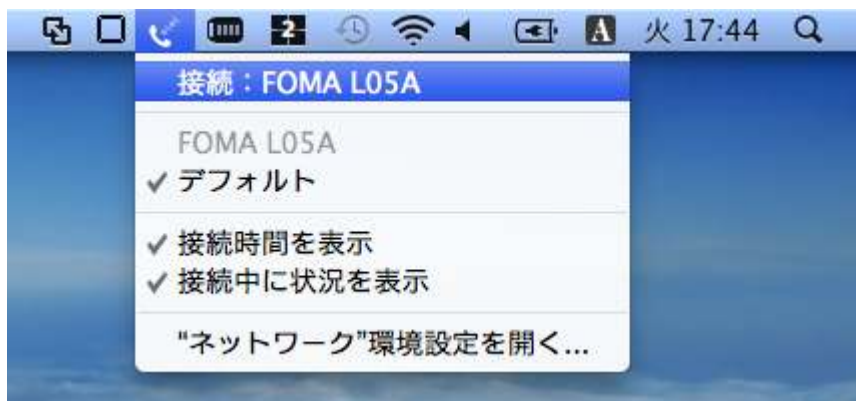 2 A 火 17:44
接続：FOMA L05A
FOMA L05A
デフォルト
接続時間を表示
接続中に状況を表示
“ネットワーク”環境設定を開く...